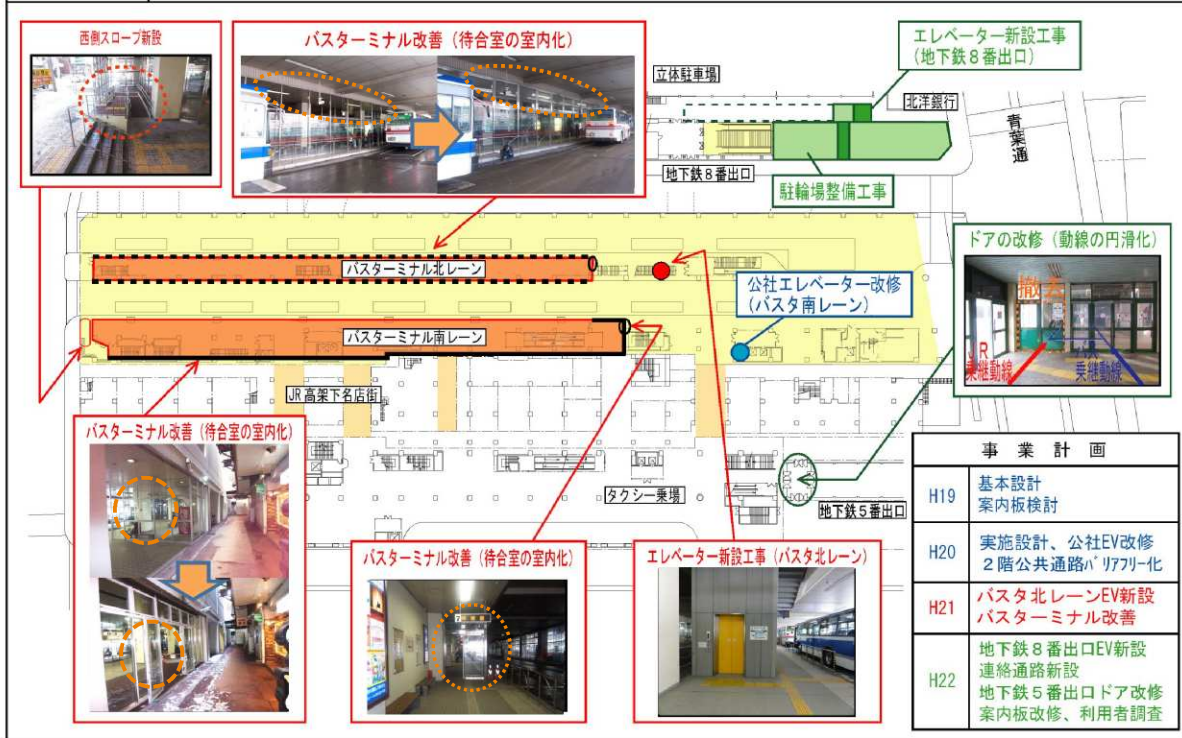 西側スロープ新設
バスターミナル改善（待合室の室内化）
エレベーター新設工事
（地下鉄８番出口）
立体駐車場
北洋銀行
青葉通
地下鉄８番出口
駐輪場整備工事
ドアの改修（動線の円滑化）
撤去
JR
乗継動線
乗継動線
バスターミナル北レーン
公社エレベーター改修
（バスタ南レーン）
バスターミナル南レーン
JR高架下名店街
バスターミナル改善（待合室の室内化）
タクシー乗場
地下鉄５番出口
バスターミナル改善（待合室の室内化）
7
エレベーター新設工事（バスタ北レーン）
事業計画
H19
基本設計
案内板検討
H20
実施設計、公社EV改修
２階公共通路バリアフリー化
H21
バスタ北レーンEV新設
バスターミナル改善
H22
地下鉄８番出口EV新設
連絡通路新設
地下鉄５番出口ドア改修
案内板改修、利用者調査